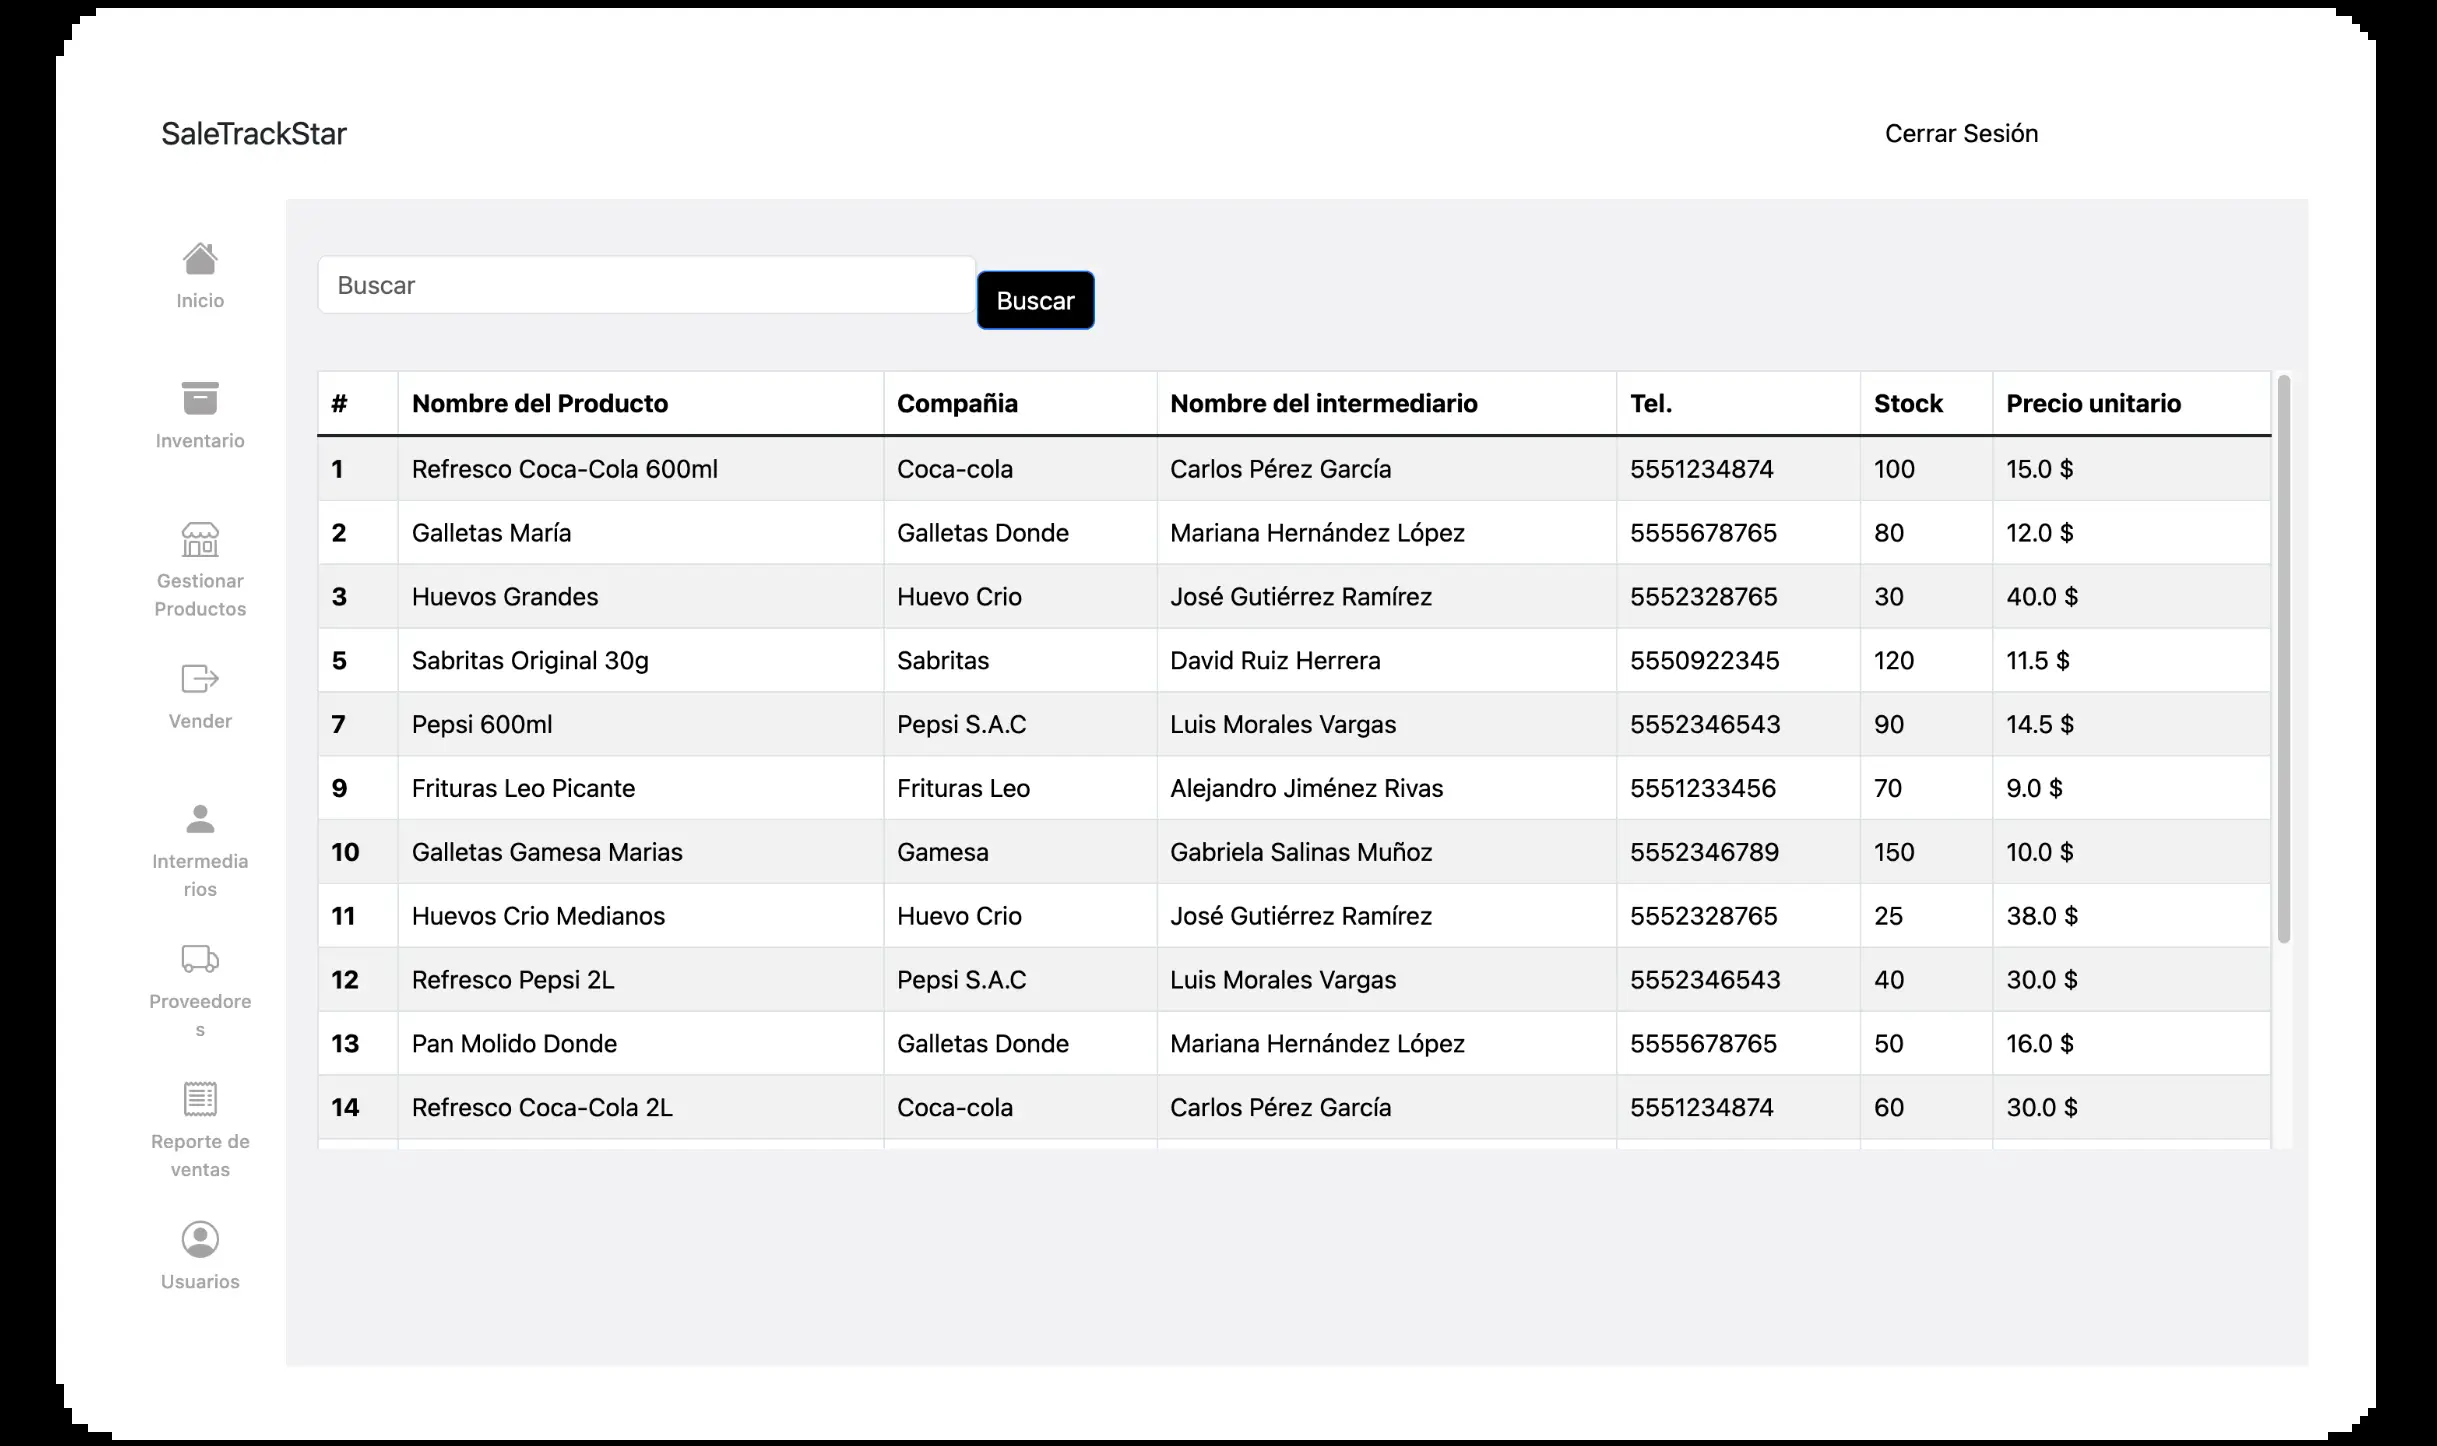 SaleTrackStar
Cerrar Sesión
Inicio
Inventario
Gestionar
Productos
Vender
Intermedia
rios
Proveedore
s
Reporte de
ventas
Usuarios
Buscar
Buscar
# Nombre del Producto Compañia Nombre del intermediario Tel. Stock Precio unitario
1 Refresco Coca-Cola 600ml Coca-cola Carlos Pérez García 5551234874 100 15.0 $
2 Galletas María Galletas Donde Mariana Hernández López 5555678765 80 12.0 $
3 Huevos Grandes Huevo Crio José Gutiérrez Ramírez 5552328765 30 40.0 $
5 Sabritas Original 30g Sabritas David Ruiz Herrera 5550922345 120 11.5 $
7 Pepsi 600ml Pepsi S.A.C Luis Morales Vargas 5552346543 90 14.5 $
9 Frituras Leo Picante Frituras Leo Alejandro Jiménez Rivas 5551233456 70 9.0 $
10 Galletas Gamesa Marias Gamesa Gabriela Salinas Muñoz 5552346789 150 10.0 $
11 Huevos Crio Medianos Huevo Crio José Gutiérrez Ramírez 5552328765 25 38.0 $
12 Refresco Pepsi 2L Pepsi S.A.C Luis Morales Vargas 5552346543 40 30.0 $
13 Pan Molido Donde Galletas Donde Mariana Hernández López 5555678765 50 16.0 $
14 Refresco Coca-Cola 2L Coca-cola Carlos Pérez García 5551234874 60 30.0 $